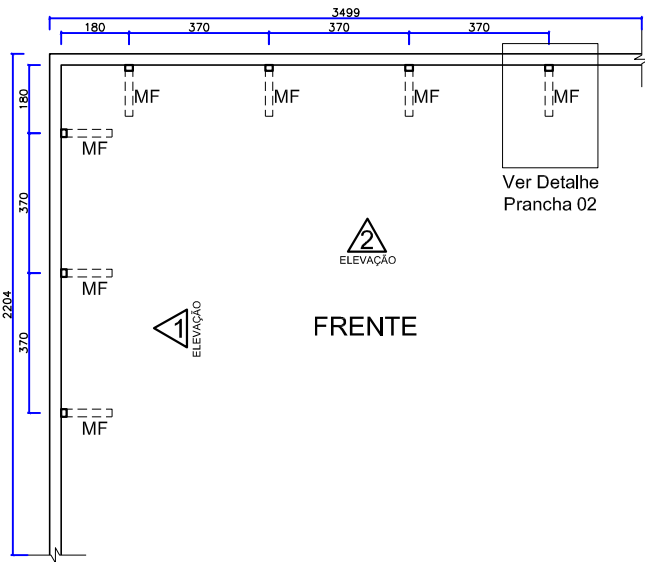 3499
180
370
370
370
MF
MF
MF
MF
180
MF
Ver Detalhe
Prancha 02
370
2
ELEVAÇÃO
MF
2204
1
ELEVAÇÃO
FRENTE
370
MF